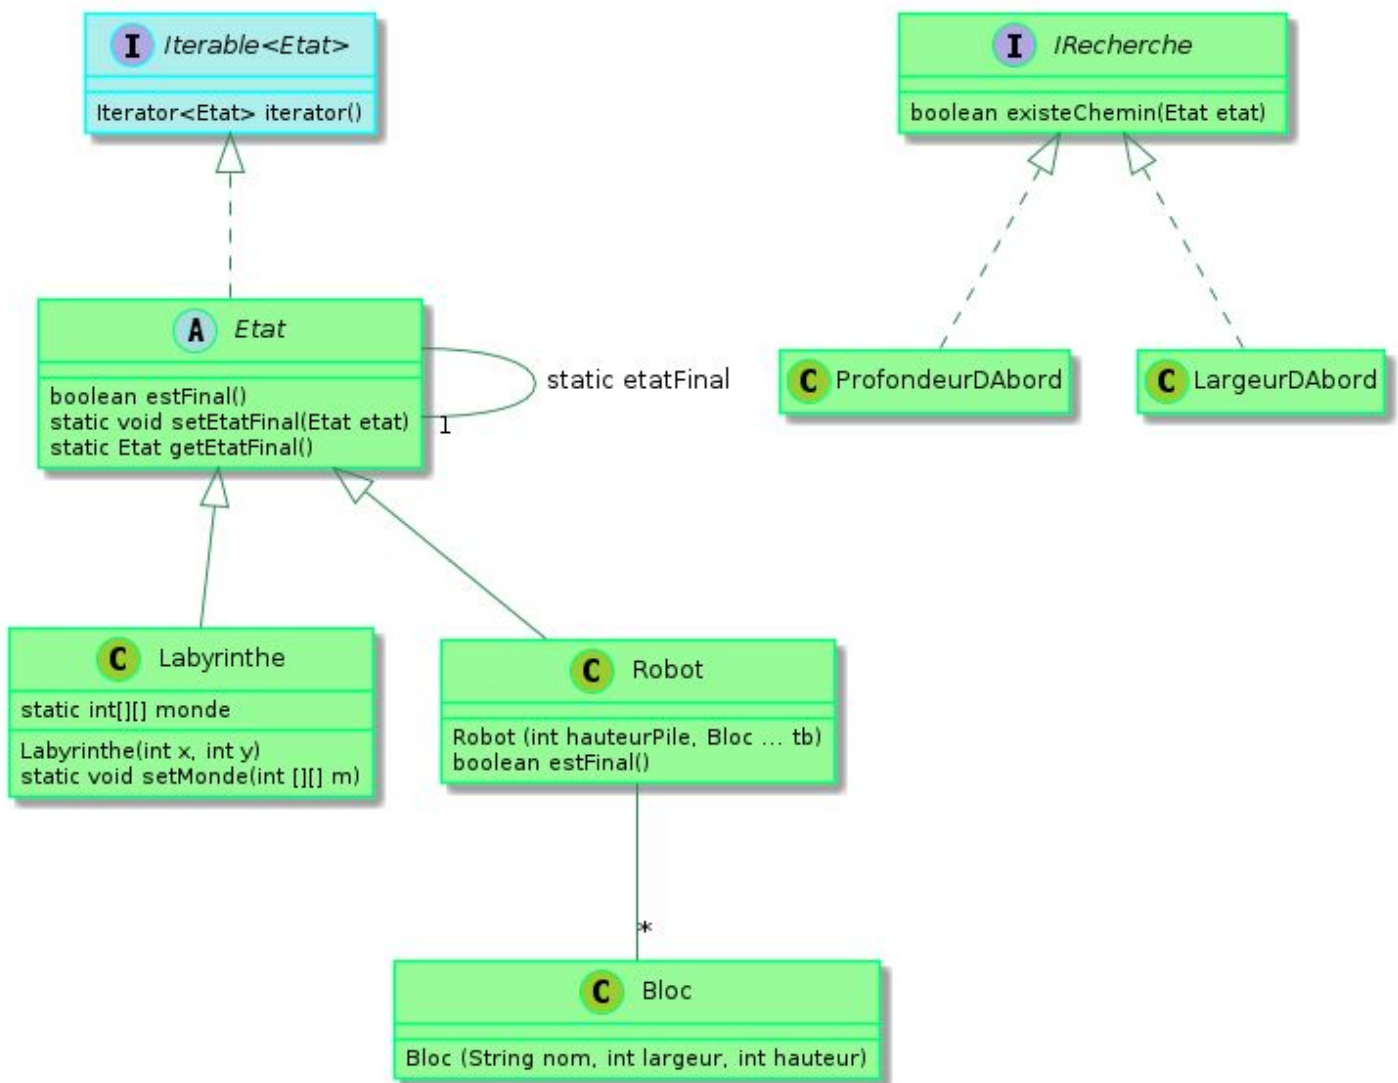 I Iterable<Etat>
Iterator<Etat> iterator()
I IRecherche
boolean existeChemin(Etat etat)
A Etat
boolean estFinal()
static void setEtatFinal(Etat etat)
static Etat getEtatFinal()
static etatFinal
1
C ProfondeurDAbord
C LargeurDAbord
C Labyrinthe
static int[][] monde
Labyrinthe(int x, int y)
static void setMonde(int [][] m)
C Robot
Robot (int hauteurPile, Bloc ... tb)
boolean estFinal()
*
C Bloc
Bloc (String nom, int largeur, int hauteur)